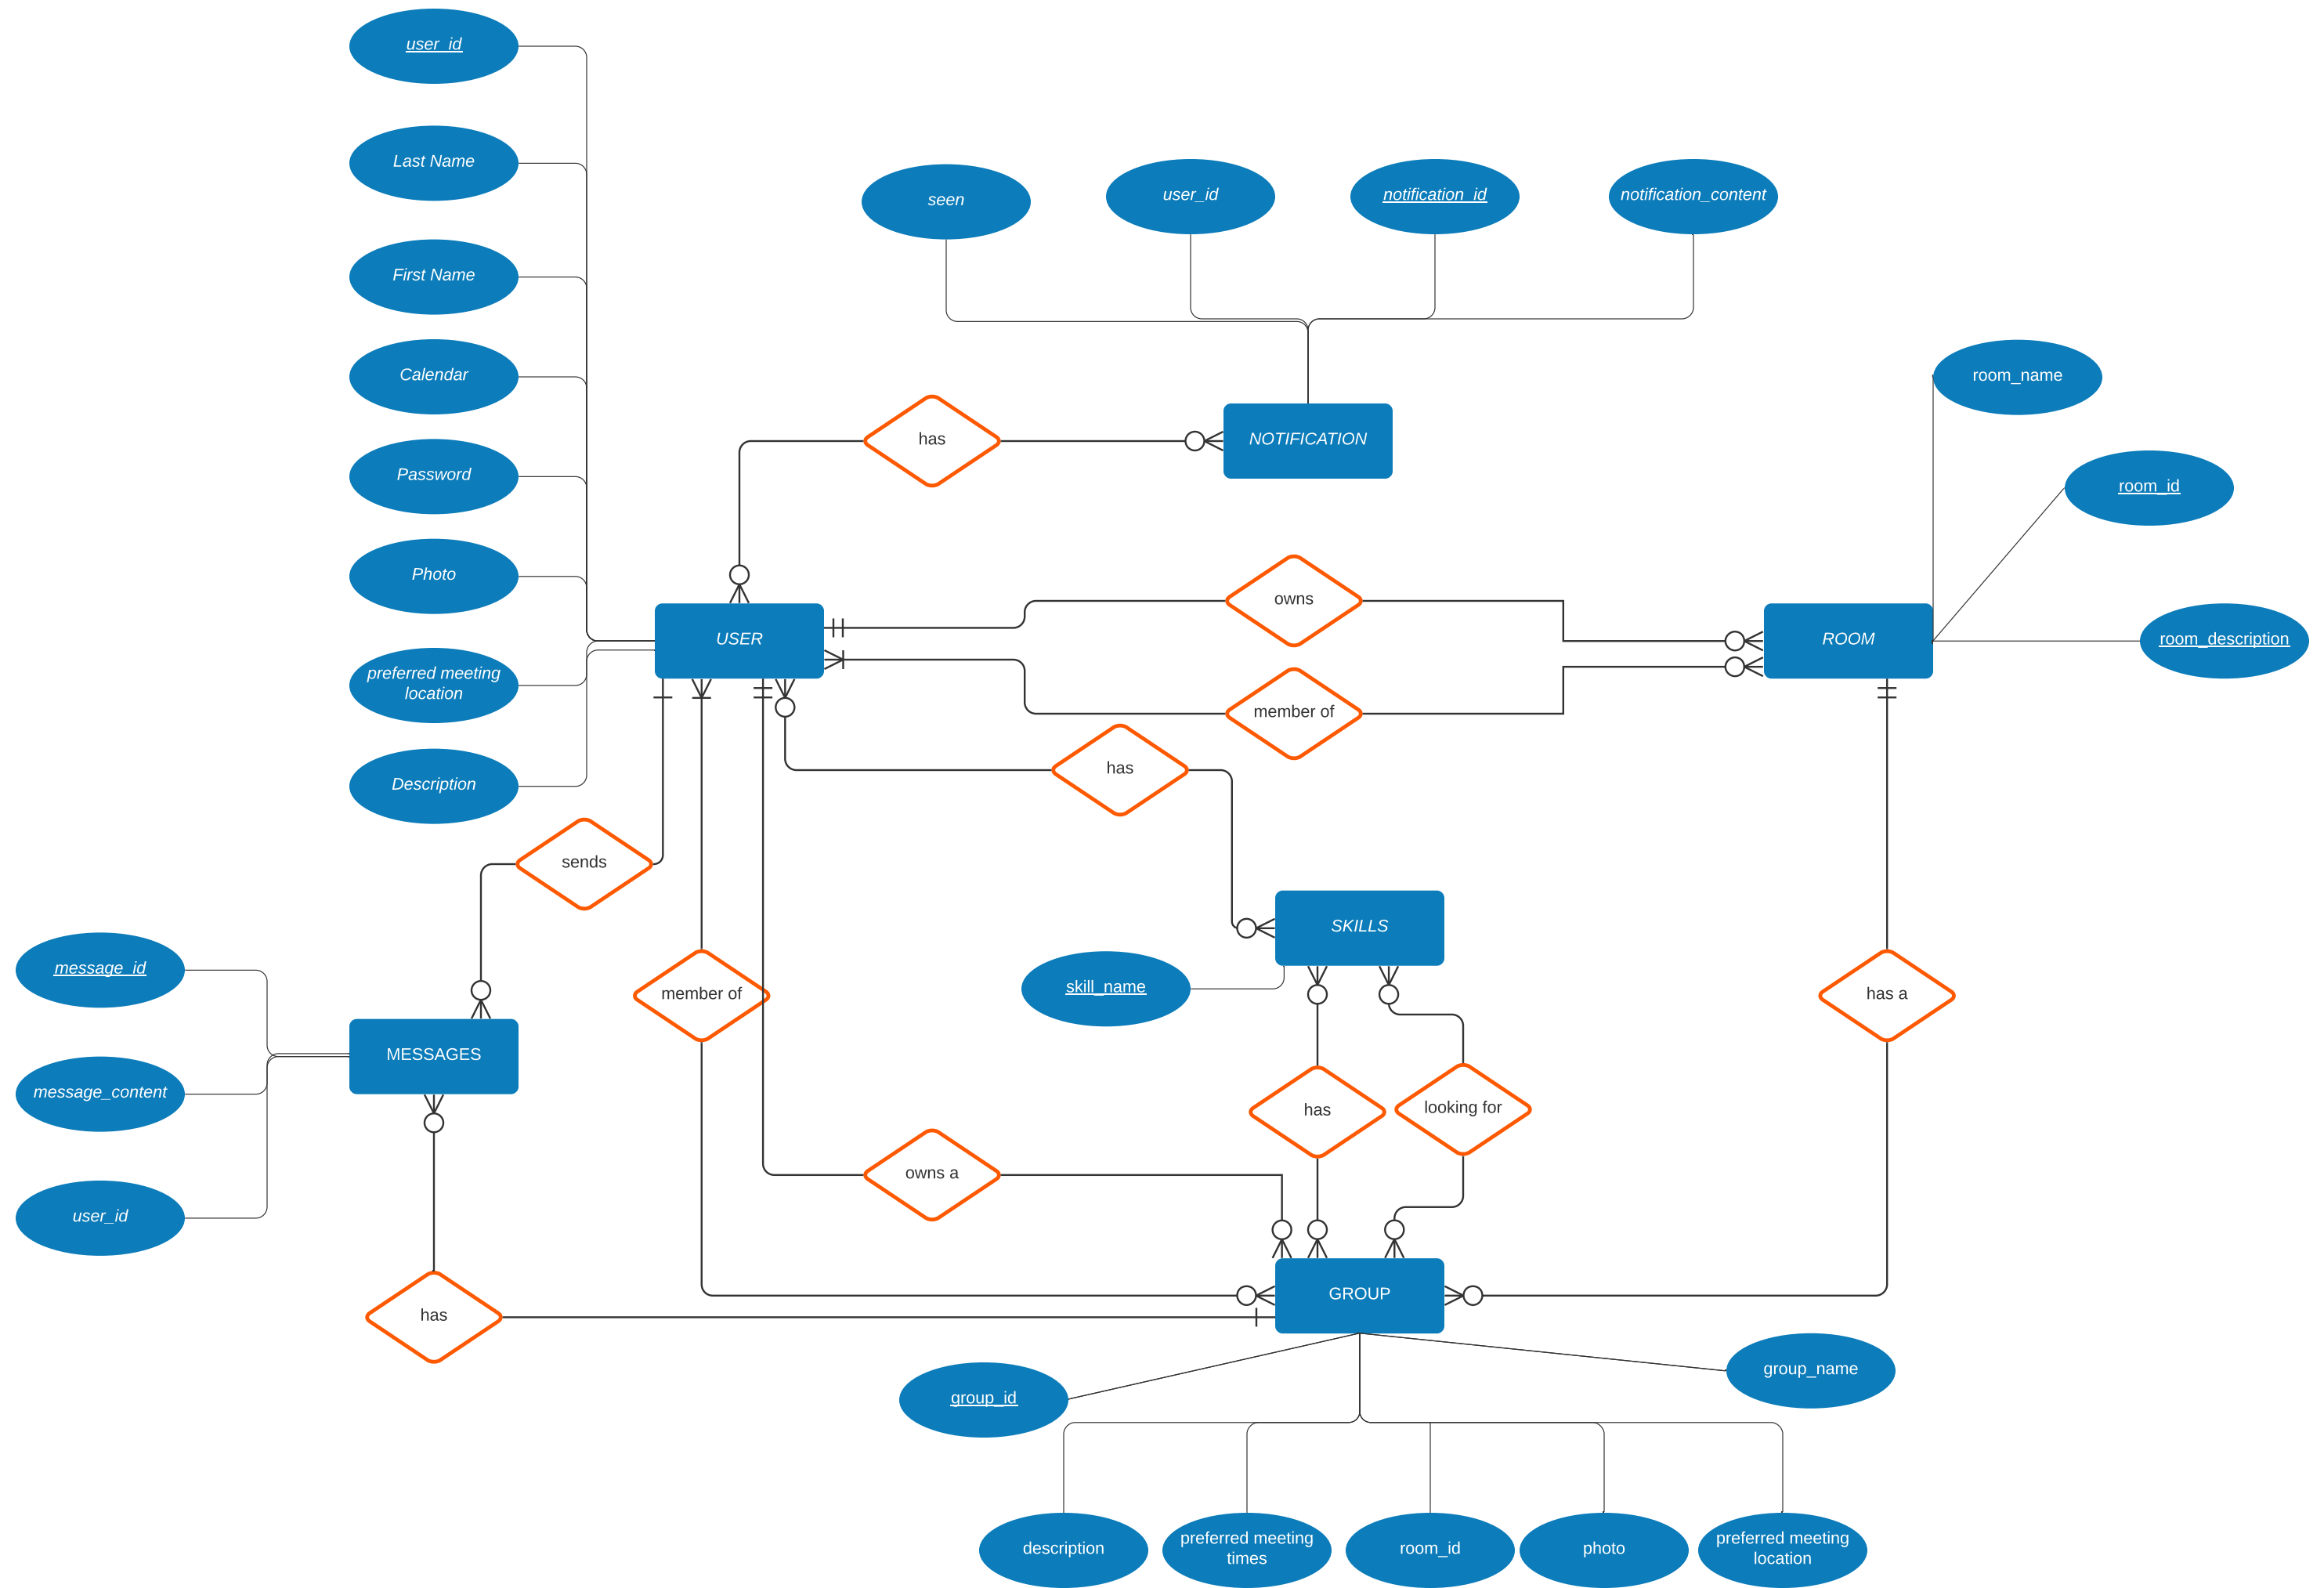 user_id
Last Name
First Name
Calendar
Password
Photo
preferred meeting
location
Description
seen
user_id
notification_id
notification_content
has
NOTIFICATION
room_name
room_id
room_description
USER
owns
ROOM
member of
has
sends
SKILLS
skill_name
message_id
MESSAGES
message_content
user_id
member of
has a
has
looking for
owns a
has
GROUP
group_id
group_name
description
preferred meeting
times
room_id
photo
preferred meeting
location